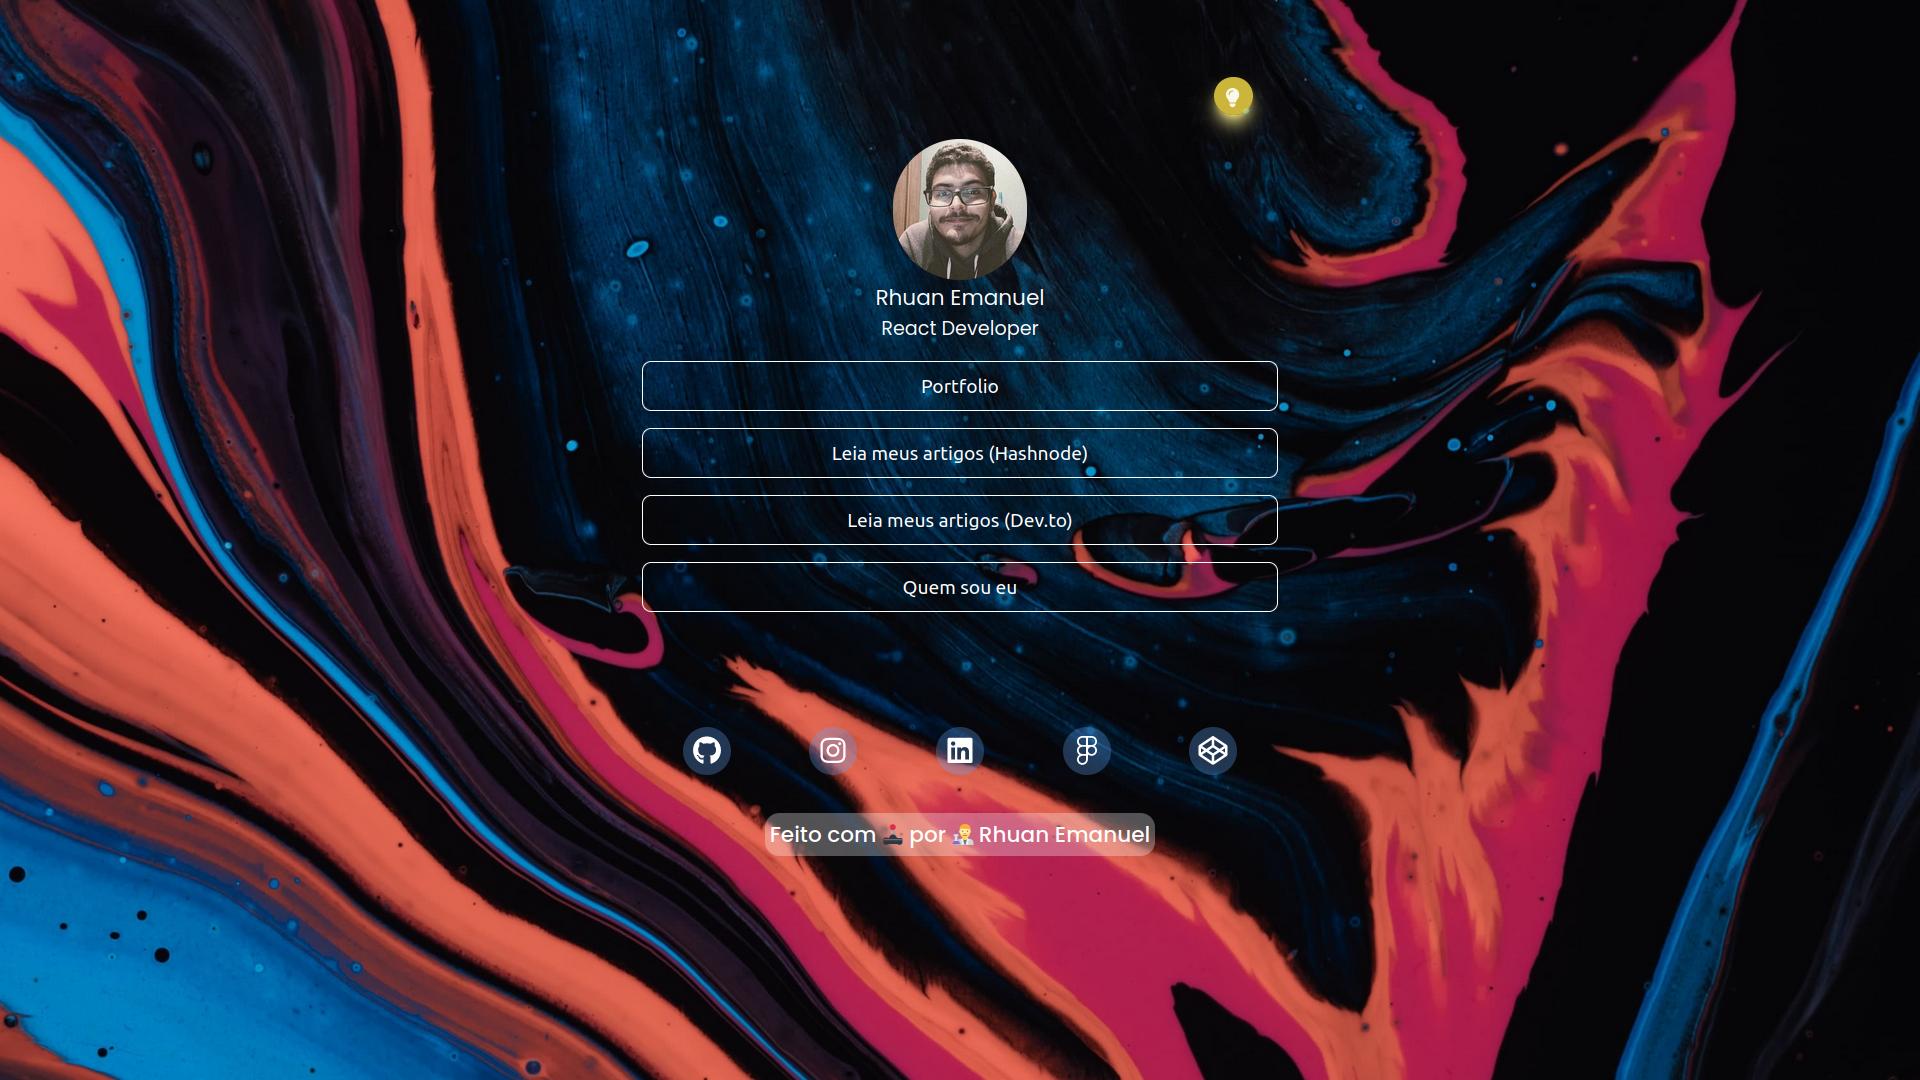 Rhuan Emanuel
React Developer
Portfolio
Leia meus artigos (Hashnode)
Leia meus artigos (Dev.to)
Quem sou eu
Feito com 🕹️ por 👨‍🔬 Rhuan Emanuel